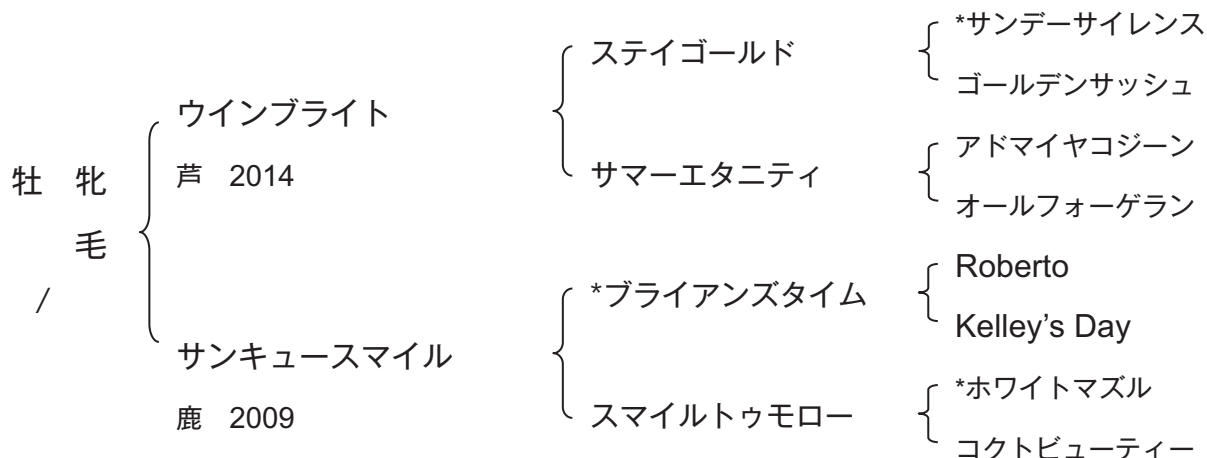 牡 牝
毛
/
ウインブライト
芦 2014
サンキュースマイル
鹿 2009
ステイゴールド
サマーエタニティ
*ブライアンズタイム
スマイルトゥモロー
*サンデーサイレンス
ゴールデンサッシュ
アドマイヤコジーン
オールフォーゲラン
Roberto
Kelley’s Day
*ホワイトマズル
コクトビューティー